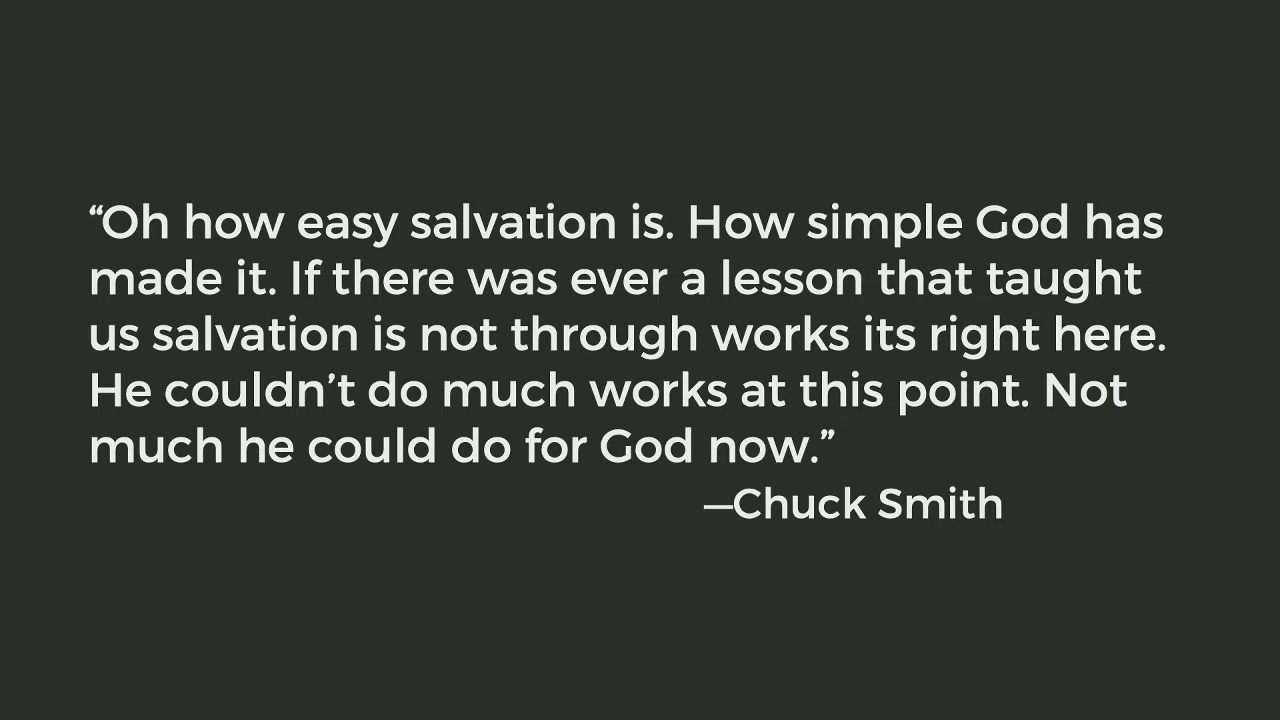 “Oh how easy salvation is. How simple God has
made it. If there was ever a lesson that taught
us salvation is not through works its right here.
He couldn’t do much works at this point. Not
much he could do for God now.”
—Chuck Smith